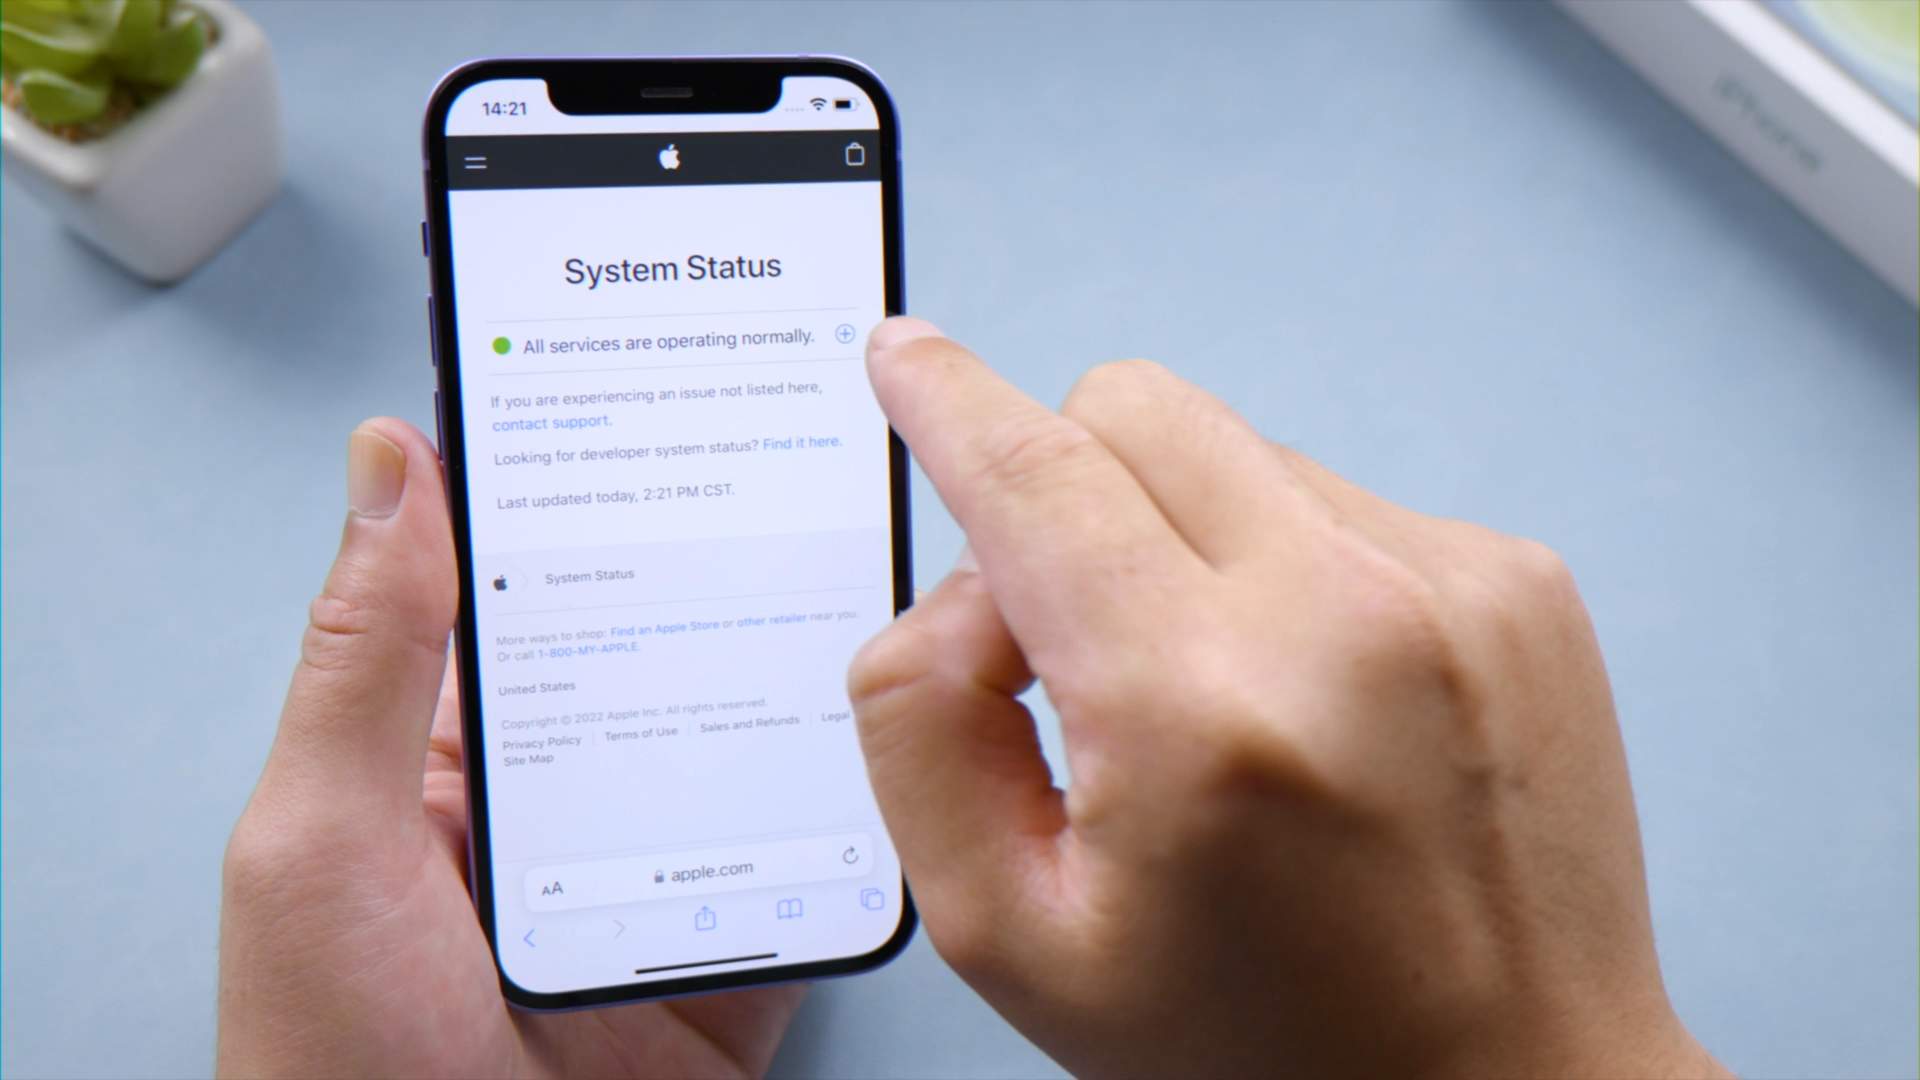 14:21
System Status
All services are operating normally.
If you are experiencing an issue not listed here,
contact support.
Looking for developer system status? Find it here.
Last updated today, 2:21 PM CST.
System Status
More ways to shop: Find an Apple Store or other retailer near you.
Or call 1-800-MY-APPLE.
United States
Copyright © 2022 Apple Inc. All rights reserved.
Privacy Policy | Terms of Use | Sales and Refunds | Legal
Site Map
AA apple.com
iPhone